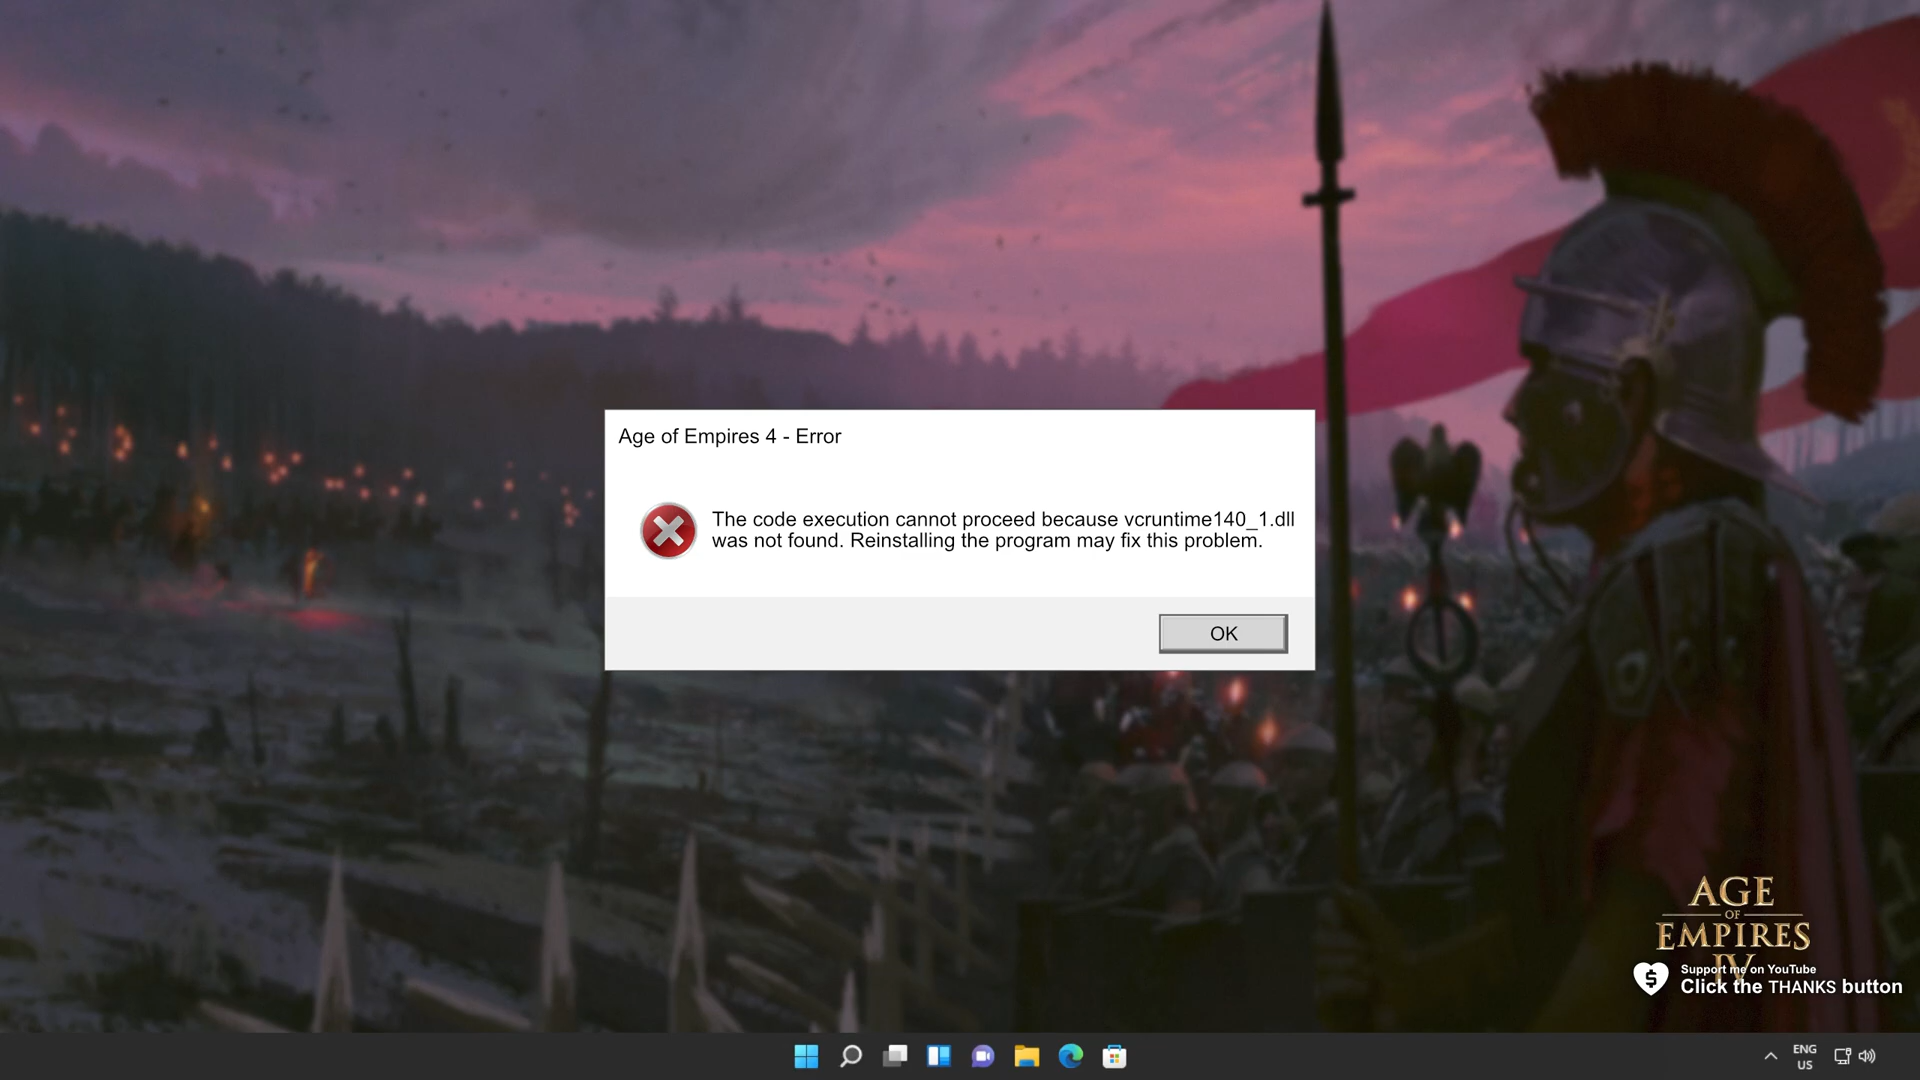 Age of Empires 4 - Error
The code execution cannot proceed because vcruntime140_1.dll
was not found. Reinstalling the program may fix this problem.
OK
AGE
OF
EMPIRES
IV
Support me on YouTube
Click the THANKS button
ENG
US